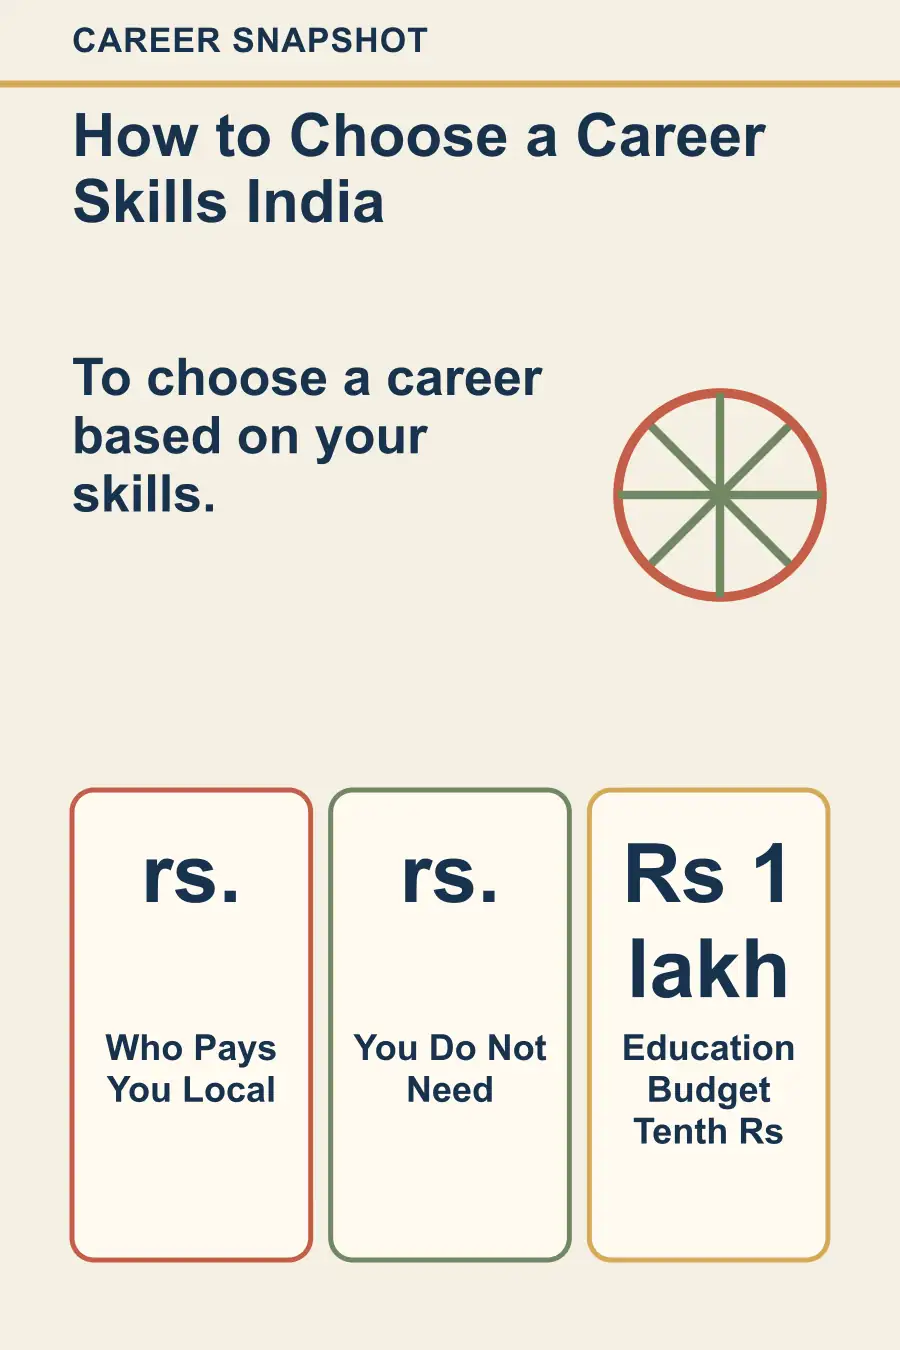 CAREER SNAPSHOT
How to Choose a Career
Skills India
To choose a career
based on your
skills.
rs.
Who Pays
You Local
rs.
You Do Not
Need
Rs 1
lakh
Education
Budget
Tenth Rs